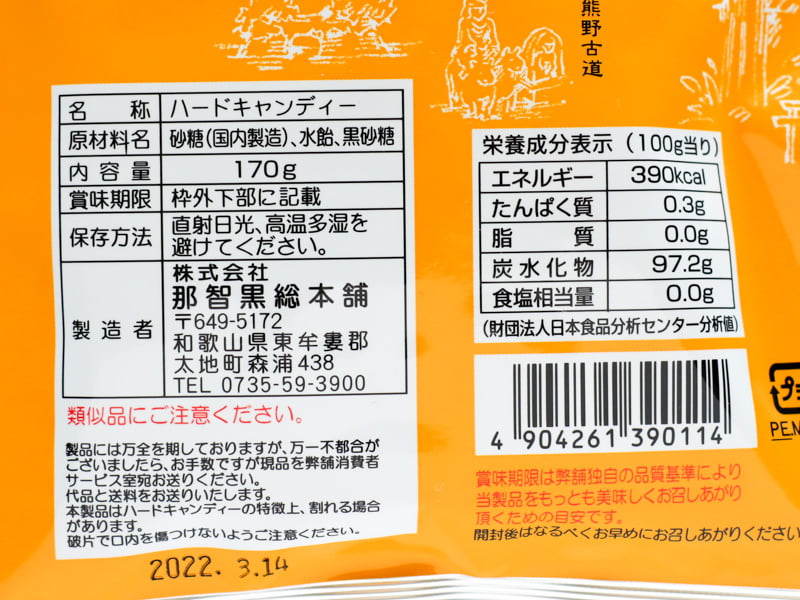 熊野古道
名称 ハードキャンディー
原材料名 砂糖(国内製造)、水飴、黒砂糖
内容量 170g
賞味期限 枠外下部に記載
保存方法 直射日光、高温多湿を
避けてください。
製造者 株式会社
那智黒総本舗
〒649-5172
和歌山県東牟婁郡
太地町森浦438
TEL 0735-59-3900
類似品にご注意ください。
製品には万全を期しておりますが、万一不都合が
ございましたら、お手数ですが現品を弊舗消費者
サービス室宛お送りください。
代品と送料をお送りいたします。
本製品はハードキャンディーの特徴上、割れる場合
があります。
破片で口内を傷つけないようご注意ください。
2022. 3.14
栄養成分表示(100g当り)
エネルギー 390kcal
たんぱく質 0.3g
脂質 0.0g
炭水化物 97.2g
食塩相当量 0.0g
(財団法人日本食品分析センター分析値)
4 904261 390114
プラ
賞味期限は弊舗独自の品質基準により
当製品をもっとも美味しくお召しあがり
頂くための目安です。
開封後はなるべくお早めにお召しあがりください